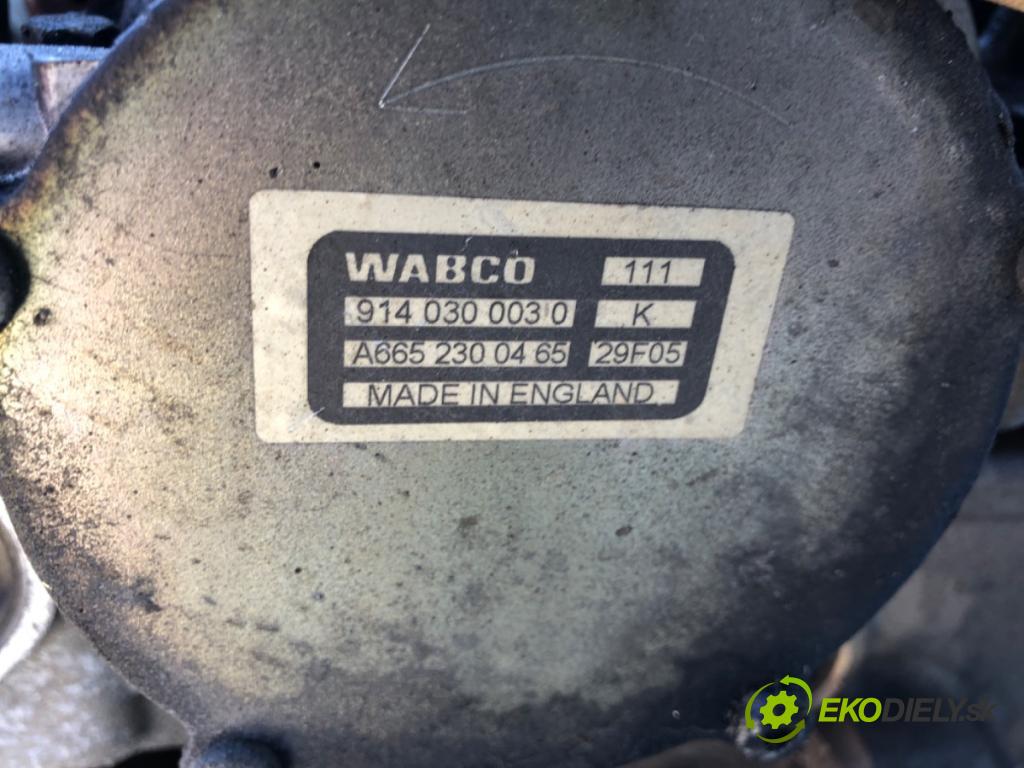 WABCO 111
914 030 003 0 K
A665 230 04 65 29F05
MADE IN ENGLAND
EKODIELY.sk